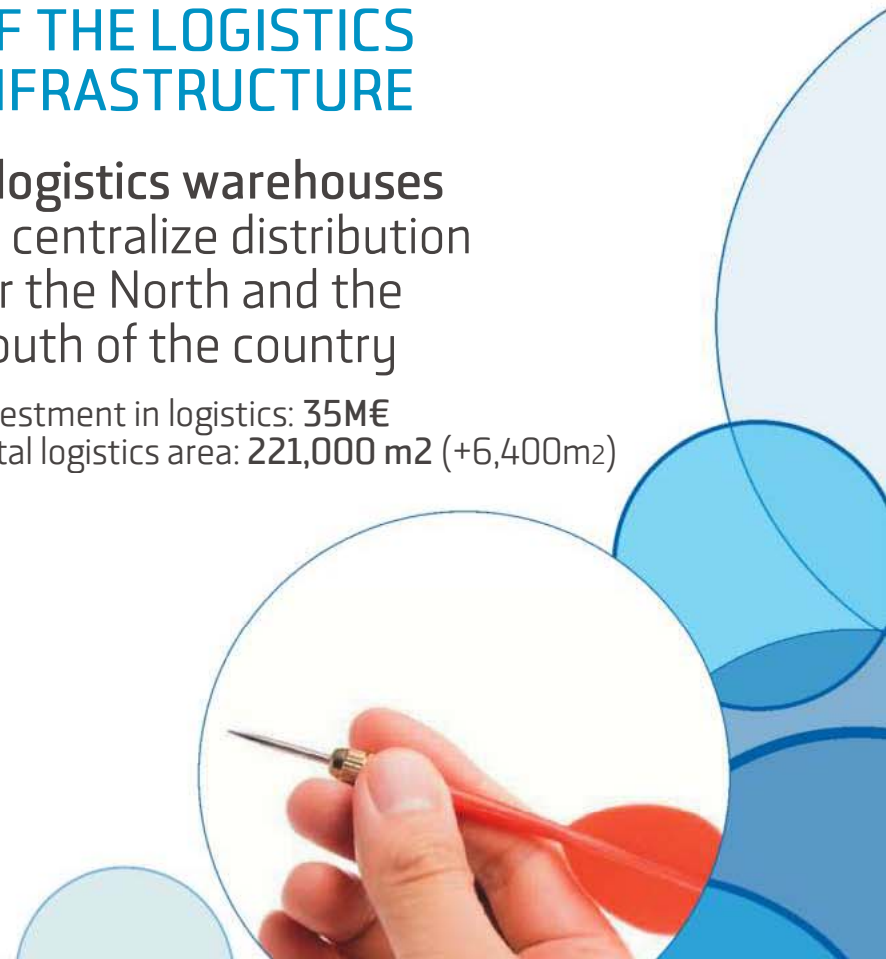 F THE LOGISTICS
NFRASTRUCTURE
logistics warehouses
centralize distribution
r the North and the
outh of the country
estment in logistics: 35M€
tal logistics area: 221,000 m2 (+6,400m2)